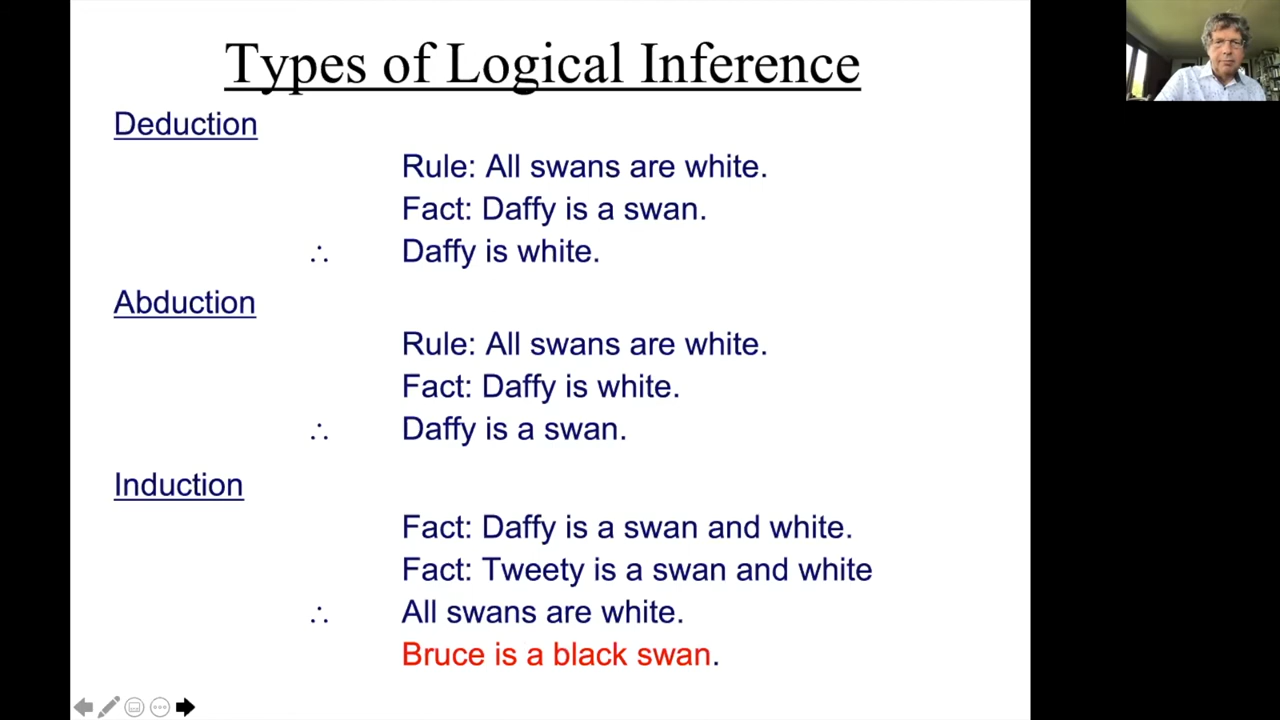 Types of Logical Inference
Deduction
Rule: All swans are white.
Fact: Daffy is a swan.
∴ Daffy is white.
Abduction
Rule: All swans are white.
Fact: Daffy is white.
∴ Daffy is a swan.
Induction
Fact: Daffy is a swan and white.
Fact: Tweety is a swan and white
∴ All swans are white.
Bruce is a black swan.